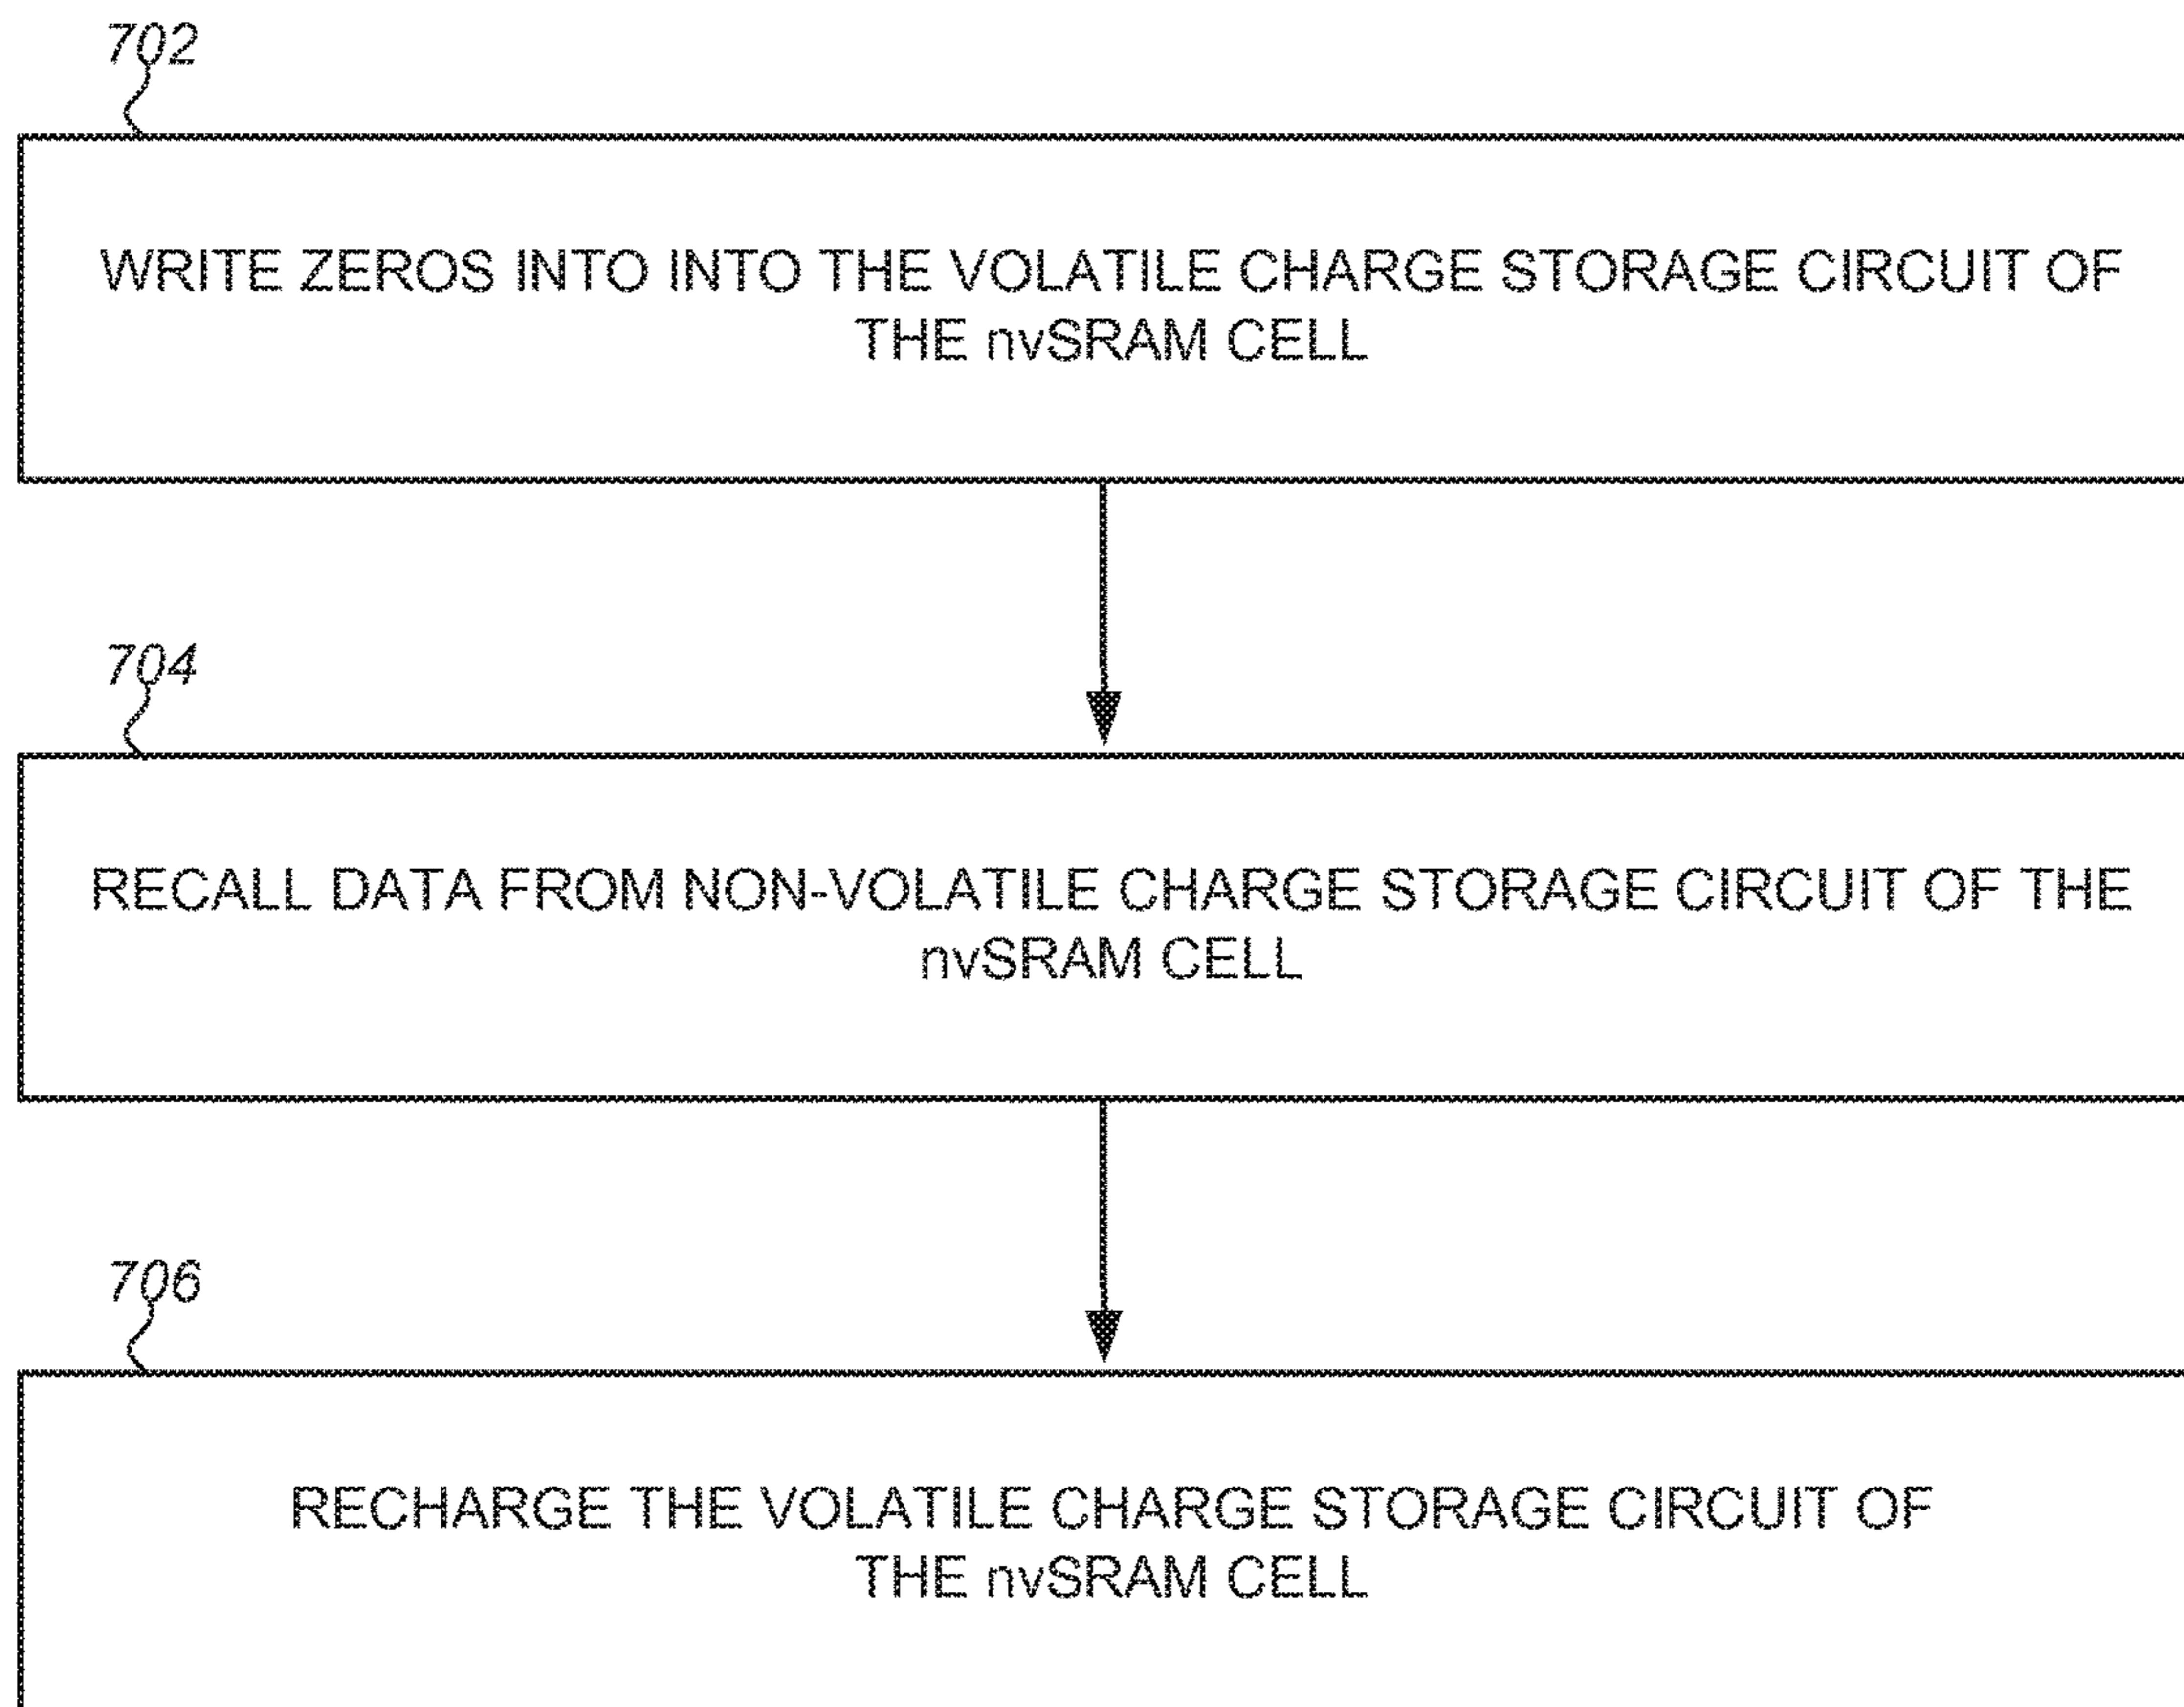 702
WRITE ZEROS INTO INTO THE VOLATILE CHARGE STORAGE CIRCUIT OF
THE nvSRAM CELL
704
RECALL DATA FROM NON-VOLATILE CHARGE STORAGE CIRCUIT OF THE
nvSRAM CELL
706
RECHARGE THE VOLATILE CHARGE STORAGE CIRCUIT OF
THE nvSRAM CELL